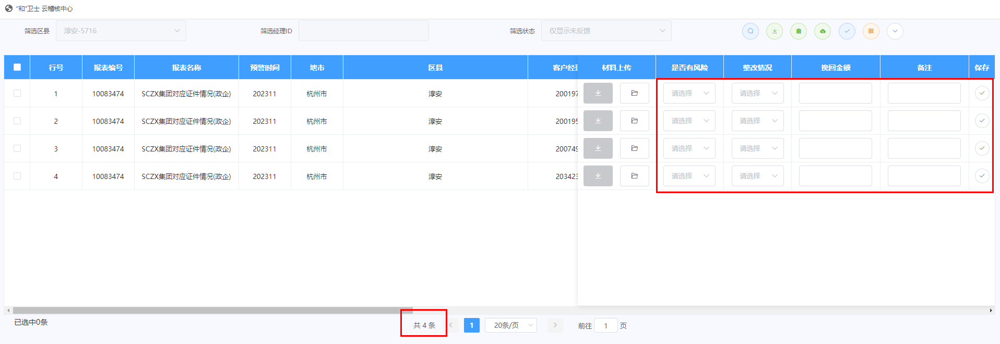 “和”卫士 云稽核中心
筛选区县 淳安-5716 筛选经理ID 筛选状态 仅显示未反馈
行号 报表编号 报表名称 预警时间 地市 区县 客户经 材料上传 是否有风险 整改情况 挽回金额 备注 保存
1 10083474 SCZX集团对应证件情况(政企) 202311 杭州市 淳安 200197 请选择 请选择
2 10083474 SCZX集团对应证件情况(政企) 202311 杭州市 淳安 200195 请选择 请选择
3 10083474 SCZX集团对应证件情况(政企) 202311 杭州市 淳安 200749 请选择 请选择
4 10083474 SCZX集团对应证件情况(政企) 202311 杭州市 淳安 203423 请选择 请选择
已选中0条 共 4 条 1 20条/页 前往 1 页